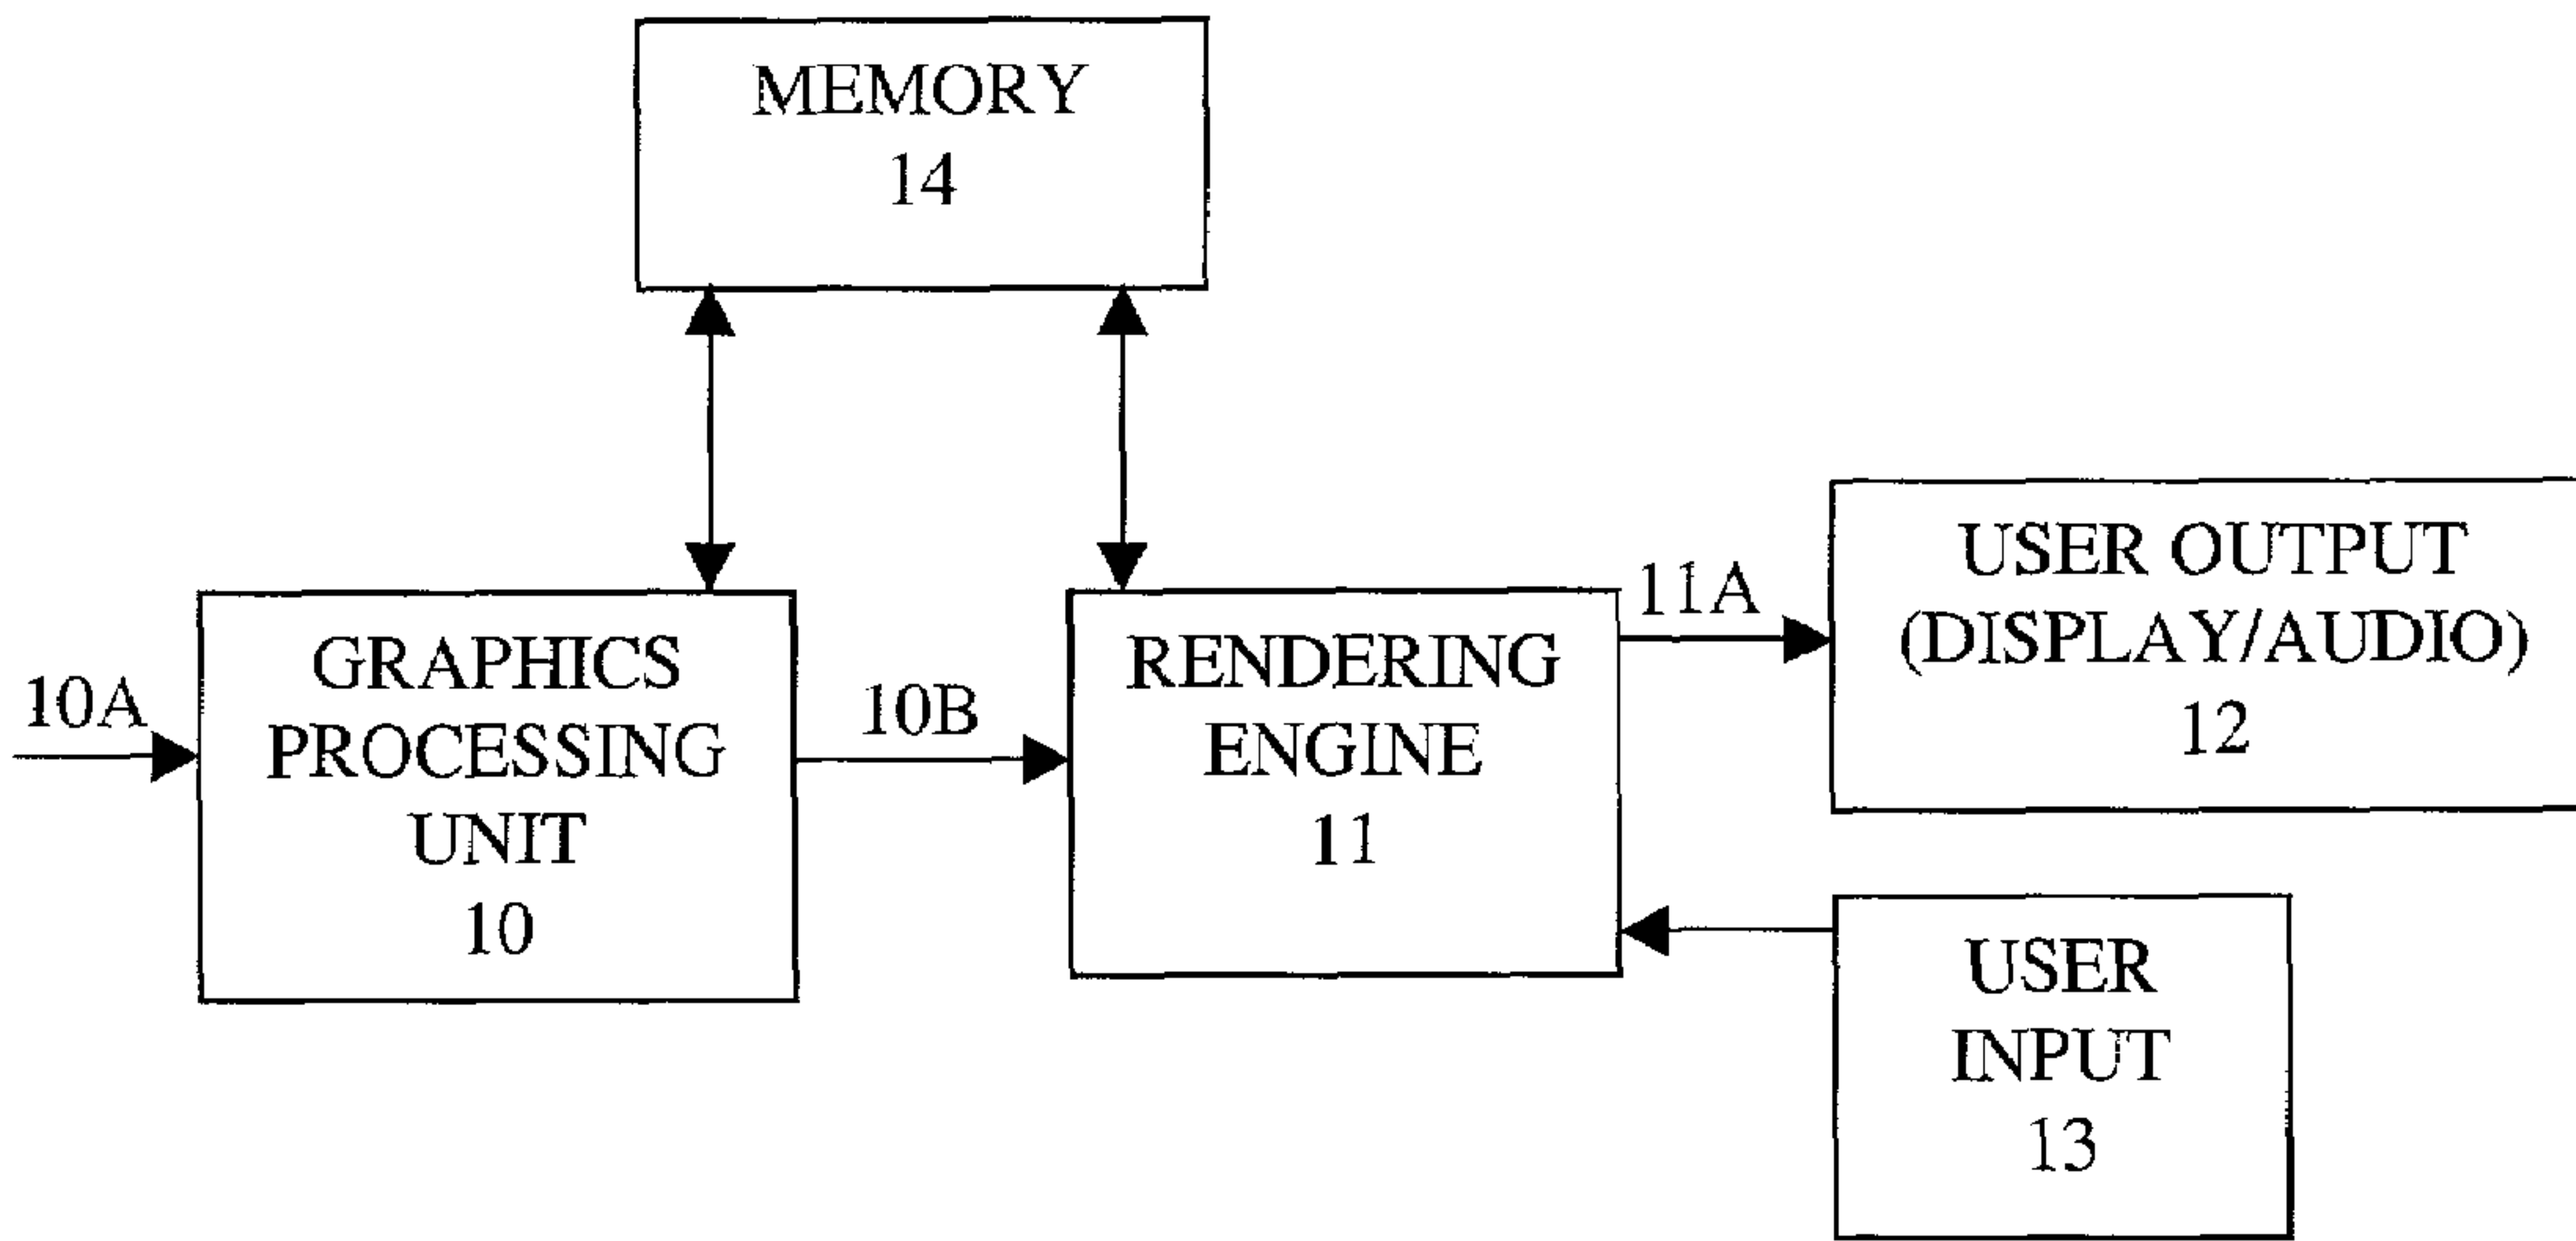 MEMORY
14
10A
GRAPHICS
PROCESSING
UNIT
10
10B
RENDERING
ENGINE
11
11A
USER OUTPUT
(DISPLAY/AUDIO)
12
USER
INPUT
13